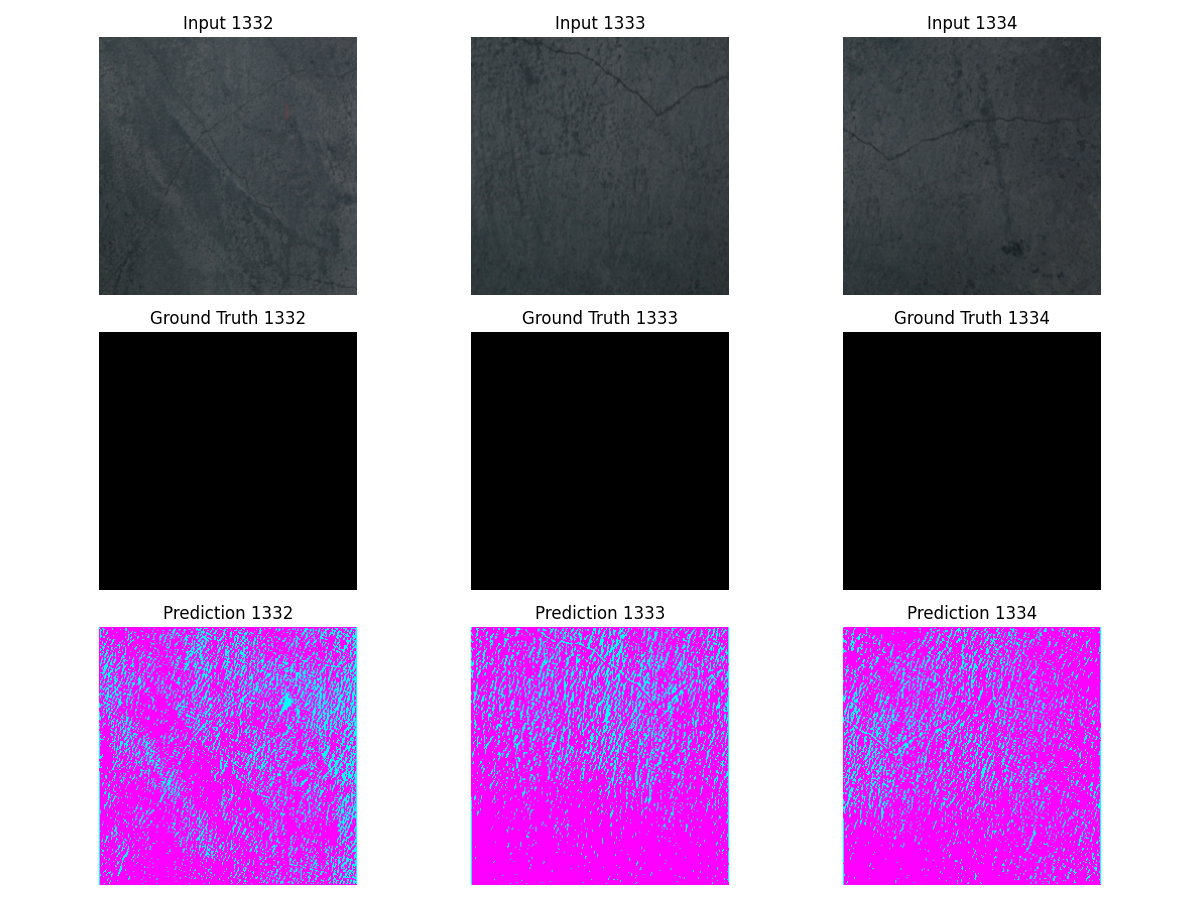 Input 1332
Input 1333
Input 1334
Ground Truth 1332
Ground Truth 1333
Ground Truth 1334
Prediction 1332
Prediction 1333
Prediction 1334